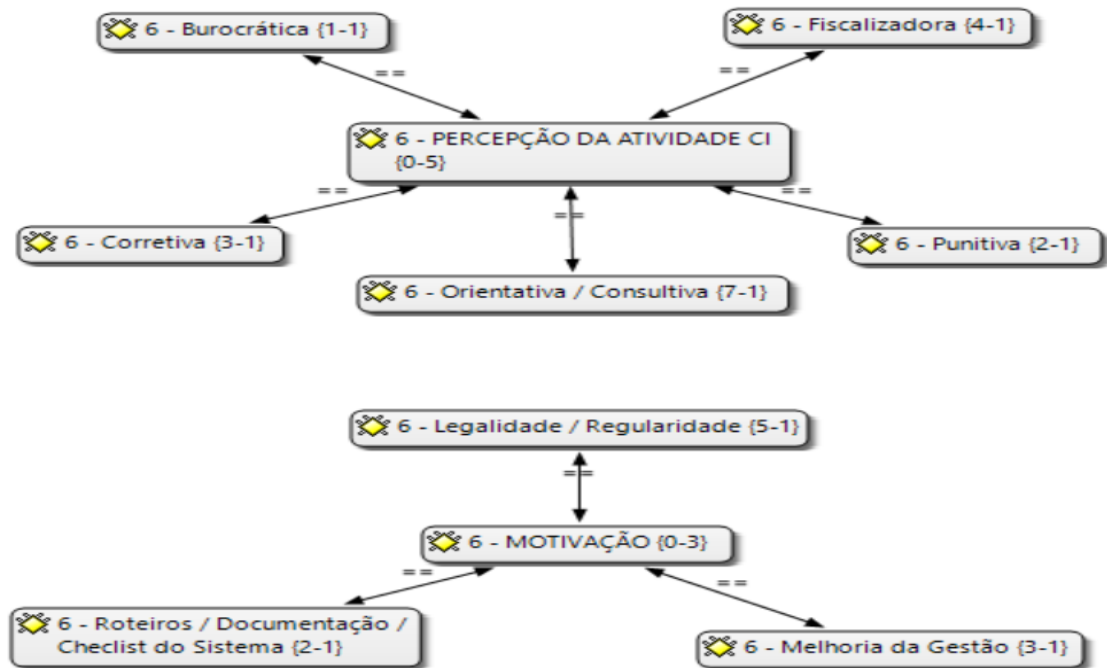 6 - Burocrática {1-1}
6 - Fiscalizadora {4-1}
==
==
6 - PERCEPÇÃO DA ATIVIDADE CI
{0-5}
==
==
==
6 - Corretiva {3-1}
6 - Punitiva {2-1}
6 - Orientativa / Consultiva {7-1}
6 - Legalidade / Regularidade {5-1}
==
6 - MOTIVAÇÃO {0-3}
==
==
6 - Roteiros / Documentação /
Checlist do Sistema {2-1}
6 - Melhoria da Gestão {3-1}